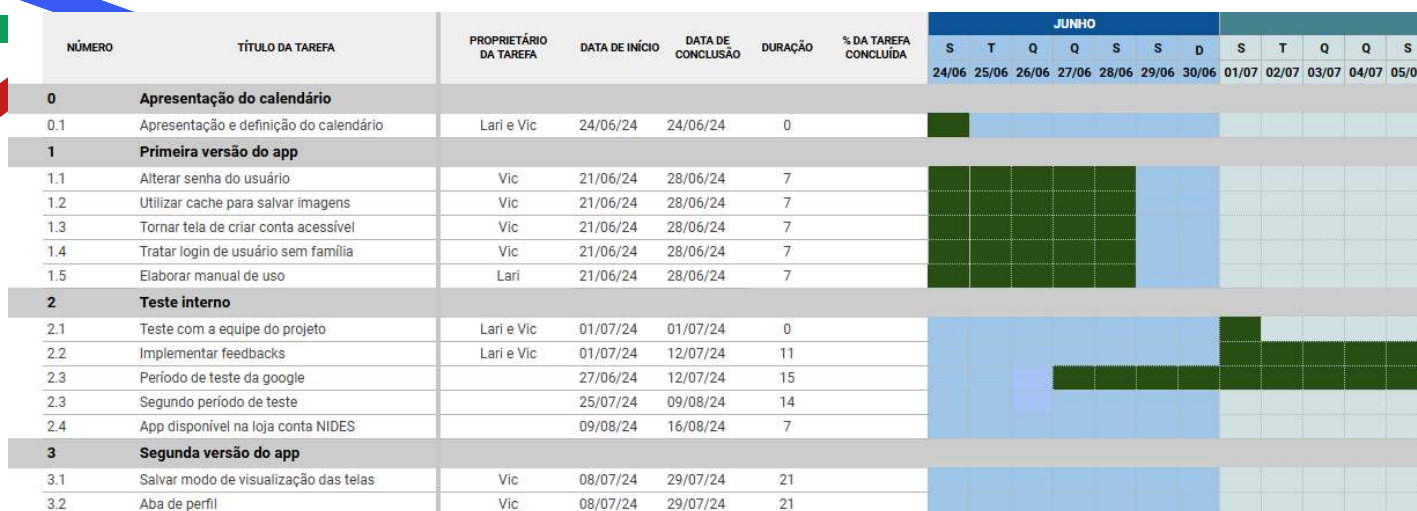 JUNHO
NÚMERO TÍTULO DA TAREFA PROPRIETÁRIO DA TAREFA DATA DE INÍCIO DATA DE CONCLUSÃO DURAÇÃO % DA TAREFA CONCLUÍDA S T Q Q S S D S T Q Q S
24/06 25/06 26/06 27/06 28/06 29/06 30/06 01/07 02/07 03/07 04/07 05/0
0 Apresentação do calendário
0.1 Apresentação e definição do calendário Lari e Vic 24/06/24 24/06/24 0
1 Primeira versão do app
1.1 Alterar senha do usuário Vic 21/06/24 28/06/24 7
1.2 Utilizar cache para salvar imagens Vic 21/06/24 28/06/24 7
1.3 Tornar tela de criar conta acessível Vic 21/06/24 28/06/24 7
1.4 Tratar login de usuário sem família Vic 21/06/24 28/06/24 7
1.5 Elaborar manual de uso Lari 21/06/24 28/06/24 7
2 Teste interno
2.1 Teste com a equipe do projeto Lari e Vic 01/07/24 01/07/24 0
2.2 Implementar feedbacks Lari e Vic 01/07/24 12/07/24 11
2.3 Período de teste da google 27/06/24 12/07/24 15
2.3 Segundo período de teste 25/07/24 09/08/24 14
2.4 App disponível na loja conta NIDES 09/08/24 16/08/24 7
3 Segunda versão do app
3.1 Salvar modo de visualização das telas Vic 08/07/24 29/07/24 21
3.2 Aba de perfil Vic 08/07/24 29/07/24 21